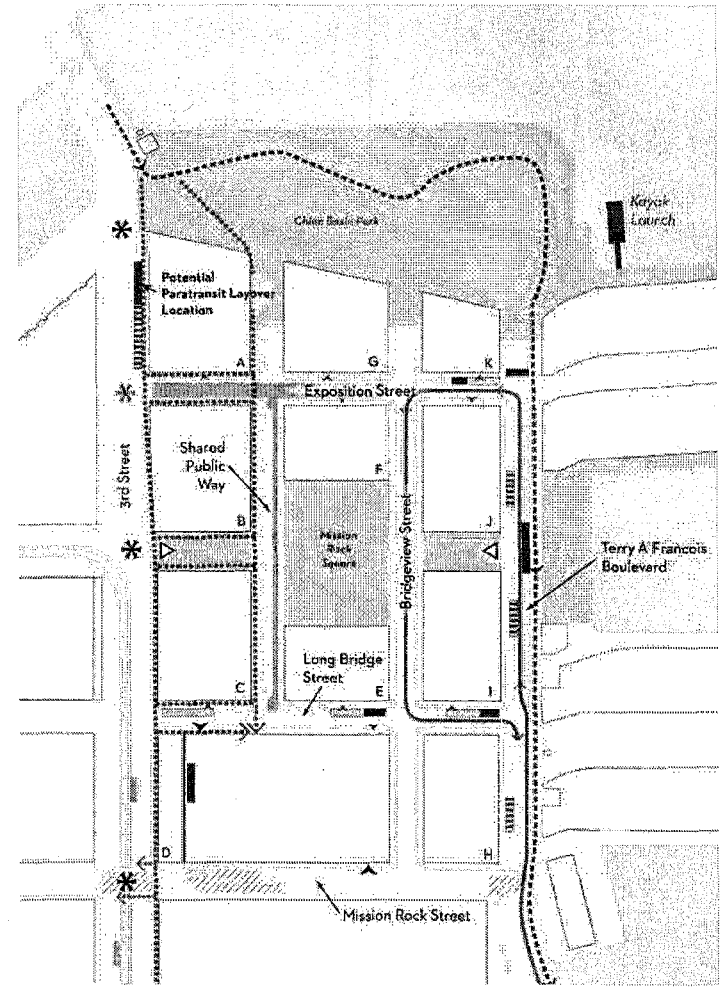 Kayak
Launch
China Basin Park
Potential
Paratransit Layover
Location
A
G
K
Exposition Street
3rd Street
Shared
Public
Way
F
B
J
Mission
Rock
Square
Bridgeview Street
Terry A Francois
Boulevard
Long Bridge
Street
C
E
I
D
H
Mission Rock Street